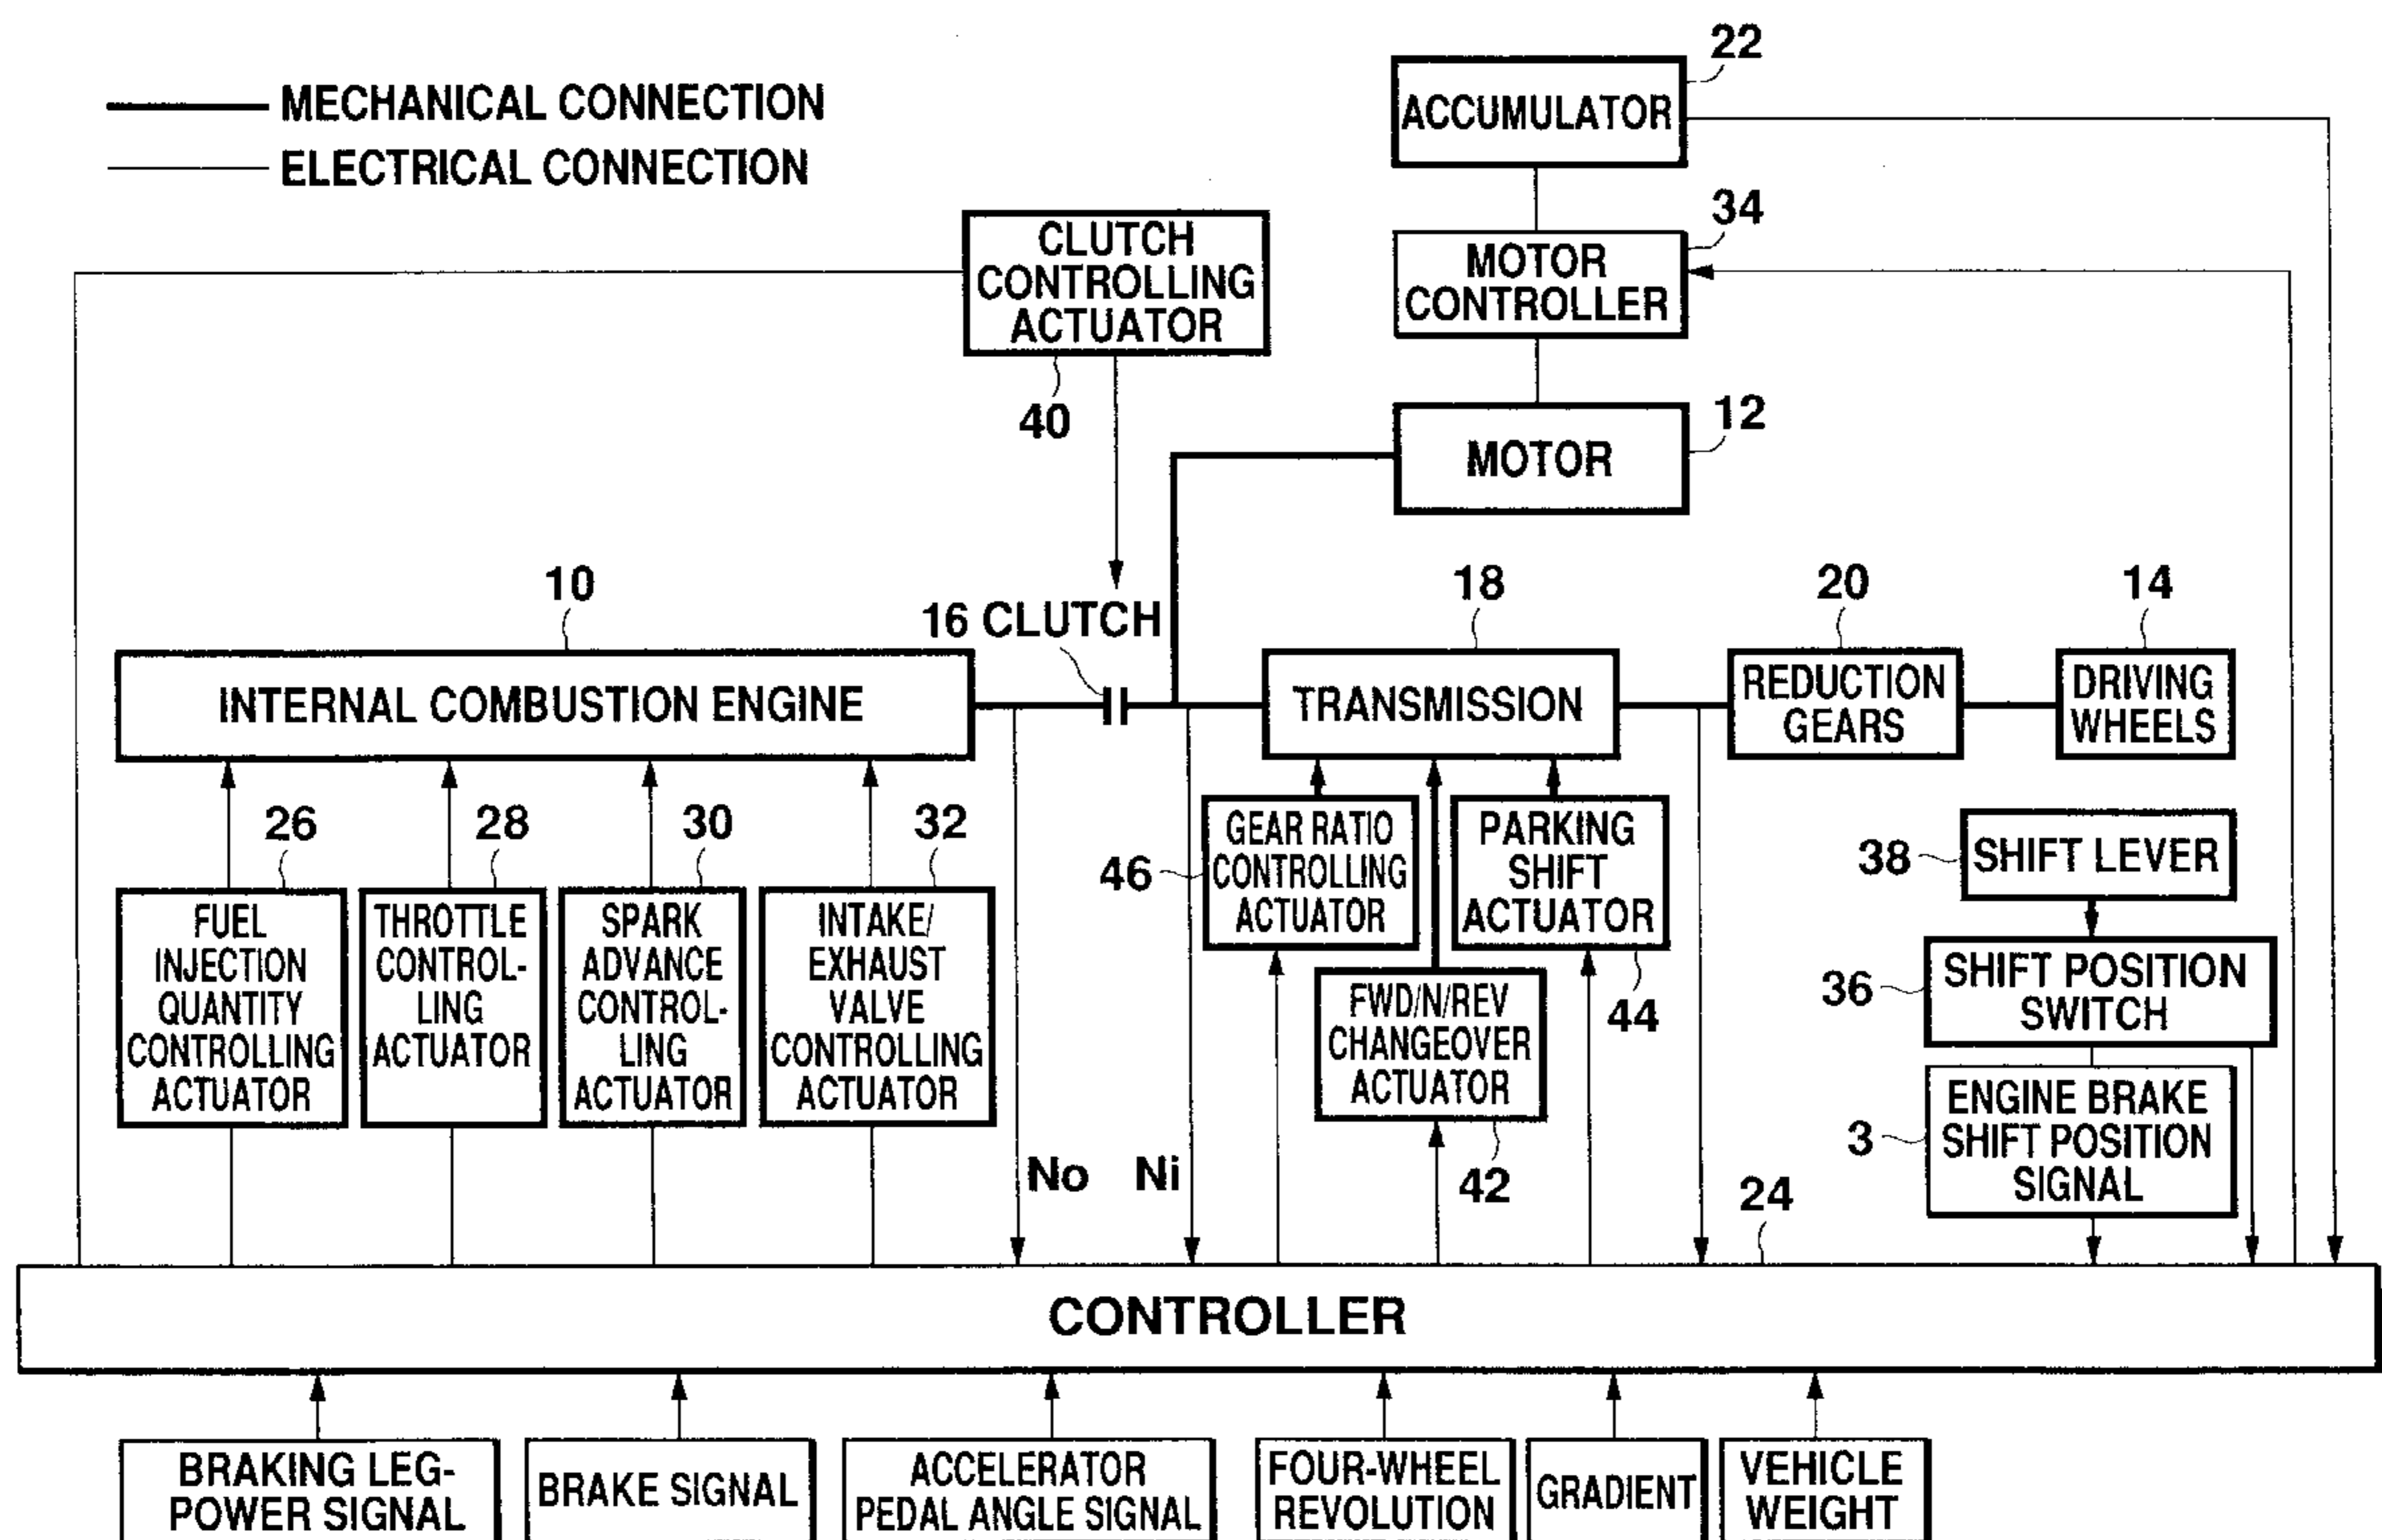 22
MECHANICAL CONNECTION
ACCUMULATOR
ELECTRICAL CONNECTION
34
CLUTCH
CONTROLLING
ACTUATOR
MOTOR
CONTROLLER
40
12
MOTOR
10
16 CLUTCH
18
20
14
INTERNAL COMBUSTION ENGINE
TRANSMISSION
REDUCTION
GEARS
DRIVING
WHEELS
26
28
30
32
46
GEAR RATIO
CONTROLLING
ACTUATOR
PARKING
SHIFT
ACTUATOR
44
38
SHIFT LEVER
FUEL
INJECTION
QUANTITY
CONTROLLING
ACTUATOR
THROTTLE
CONTROL-
LING
ACTUATOR
SPARK
ADVANCE
CONTROL-
LING
ACTUATOR
INTAKE/
EXHAUST
VALVE
CONTROLLING
ACTUATOR
FWD/N/REV
CHANGEOVER
ACTUATOR
42
36
SHIFT POSITION
SWITCH
3
ENGINE BRAKE
SHIFT POSITION
SIGNAL
No
Ni
24
CONTROLLER
BRAKING LEG-
POWER SIGNAL
BRAKE SIGNAL
ACCELERATOR
PEDAL ANGLE SIGNAL
FOUR-WHEEL
REVOLUTION
GRADIENT
VEHICLE
WEIGHT